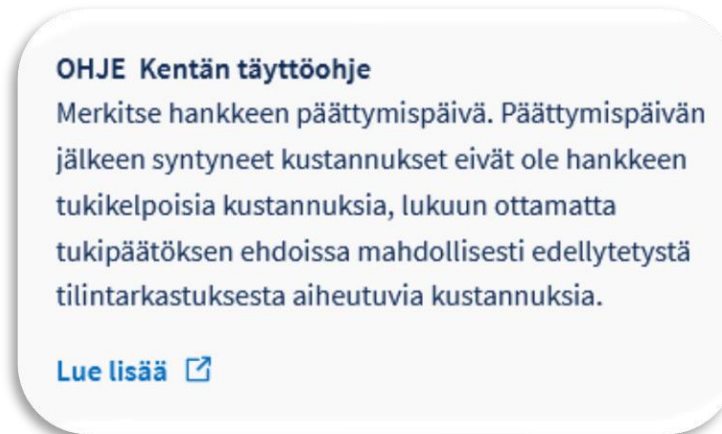 OHJE Kentän täyttöohje
Merkitse hankkeen päättymispäivä. Päättymispäivän
jälkeen syntyneet kustannukset eivät ole hankkeen
tukikelpoisia kustannuksia, lukuun ottamatta
tukipäätöksen ehdoissa mahdollisesti edellytetystä
tilintarkastuksesta aiheutuvia kustannuksia.
Lue lisää